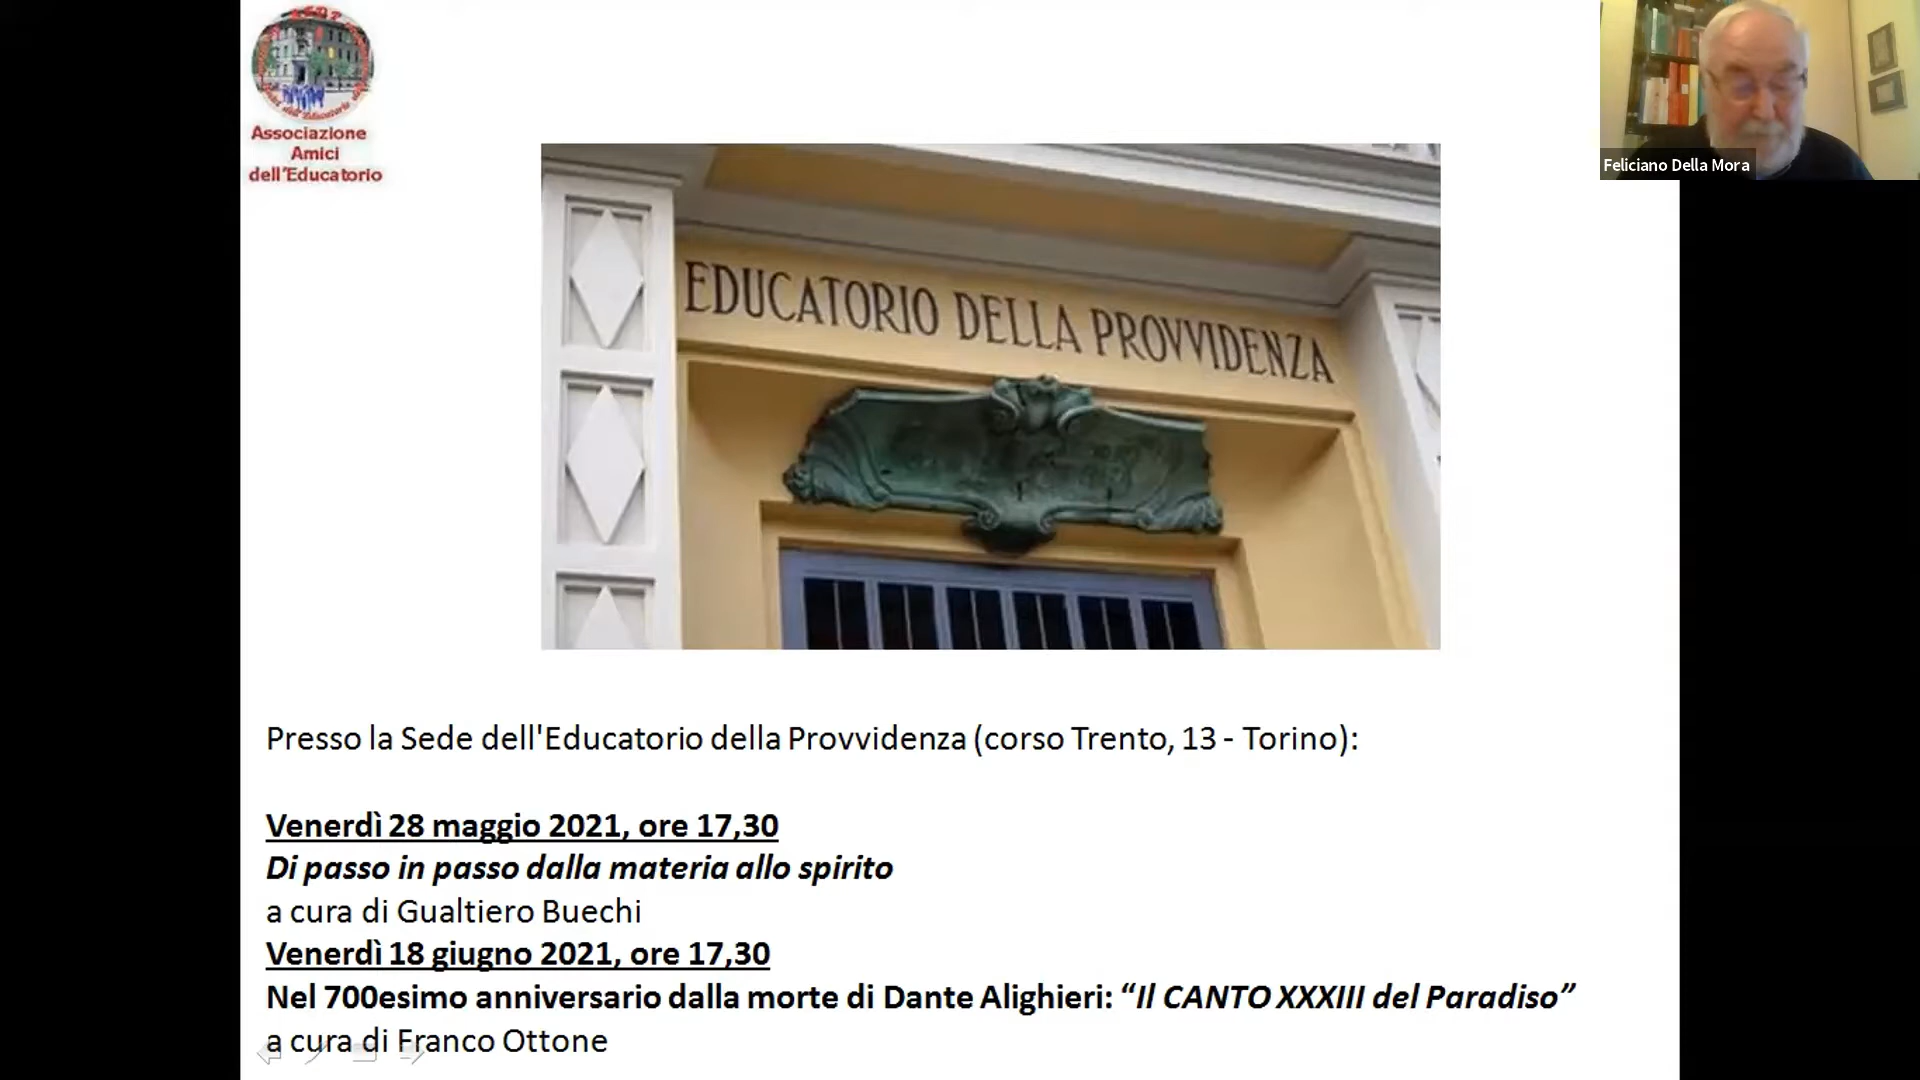 Associazione
Amici
dell'Educatorio
Feliciano Della Mora
EDUCATORIO DELLA PROVVIDENZA
Presso la Sede dell'Educatorio della Provvidenza (corso Trento, 13 - Torino):
Venerdì 28 maggio 2021, ore 17,30
Di passo in passo dalla materia allo spirito
a cura di Gualtiero Buechi
Venerdì 18 giugno 2021, ore 17,30
Nel 700esimo anniversario dalla morte di Dante Alighieri: “Il CANTO XXXIII del Paradiso”
a cura di Franco Ottone